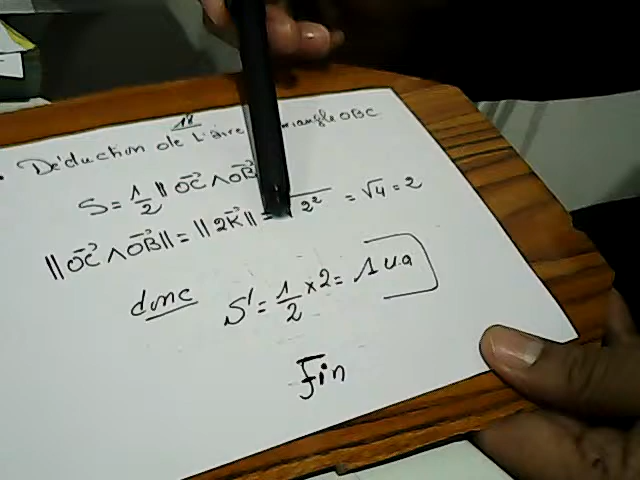 18
Déduction de l'aire triangle OBC
S = 1/2 || OC⃗ ∧ OB⃗
|| OC⃗ ∧ OB⃗ || = || 2K⃗ || = √2² = √4 = 2
donc S' = 1/2 × 2 = 1 u.a
Fin